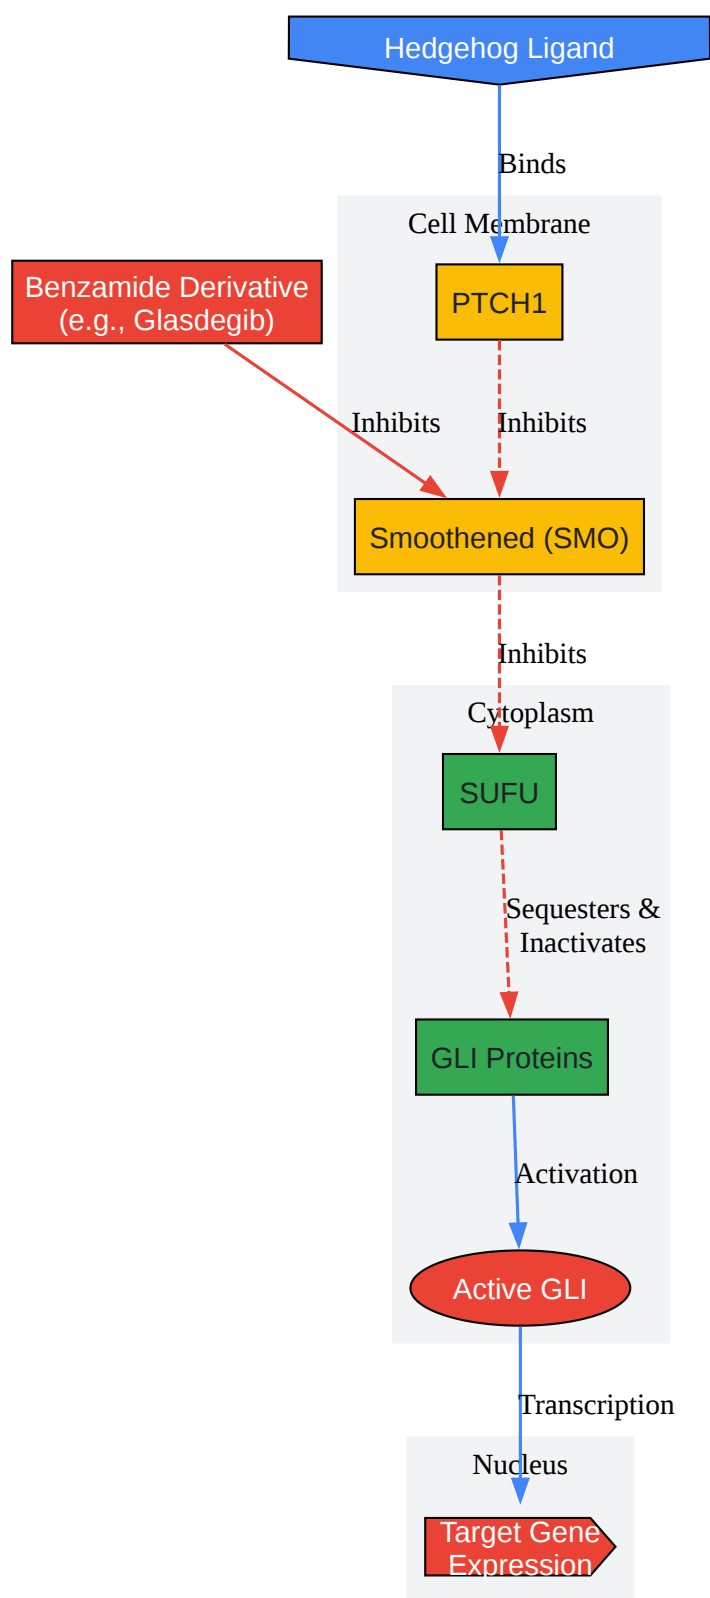 Hedgehog Ligand
Binds
Cell Membrane
Benzamide Derivative
(e.g., Glasdegib)
PTCH1
Inhibits
Inhibits
Smoothened (SMO)
Inhibits
Cytoplasm
SUFU
Sequesters &
Inactivates
GLI Proteins
Activation
Active GLI
Transcription
Nucleus
Target Gene
Expression